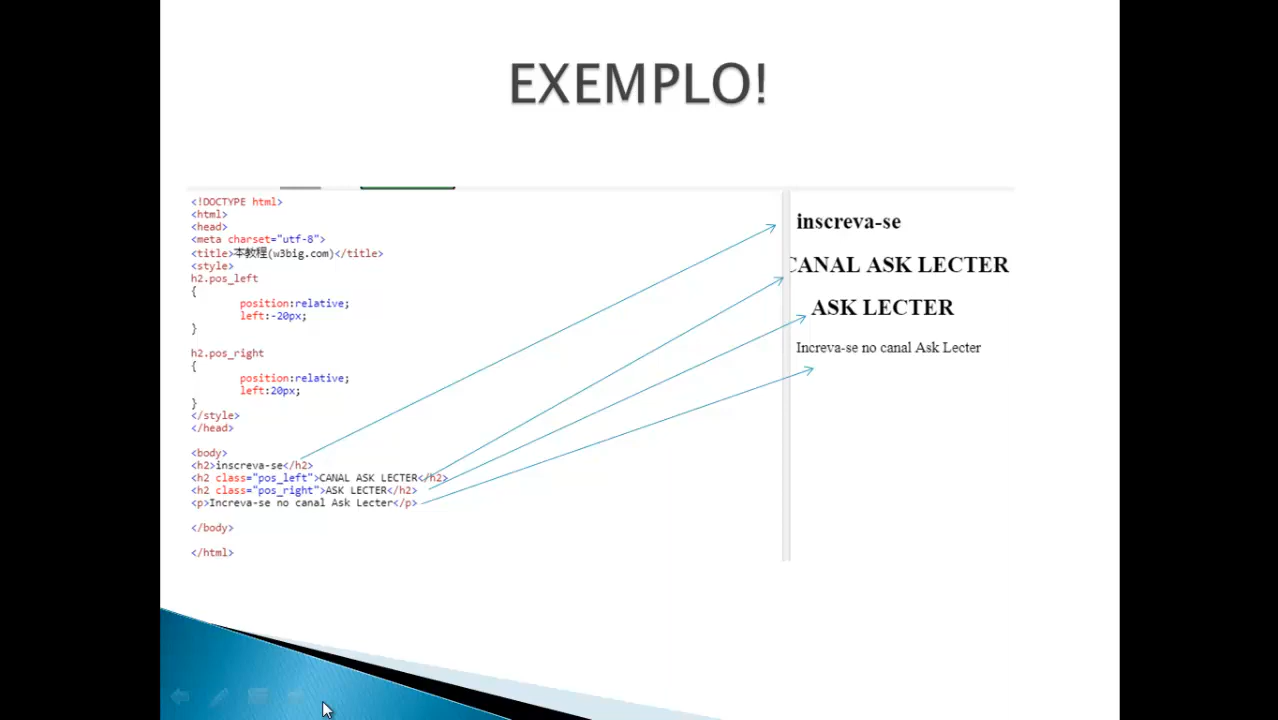 EXEMPLO!
<!DOCTYPE html>
<html>
<head>
<meta charset="utf-8">
<title>本教程(w3big.com)</title>
<style>
h2.pos_left
{
position:relative;
left:-20px;
}
h2.pos_right
{
position:relative;
left:20px;
}
</style>
</head>
<body>
<h2>inscreva-se</h2>
<h2 class="pos_left">CANAL ASK LECTER</h2>
<h2 class="pos_right">ASK LECTER</h2>
<p>Increva-se no canal Ask Lecter</p>
</body>
</html>
inscreva-se
CANAL ASK LECTER
ASK LECTER
Increva-se no canal Ask Lecter